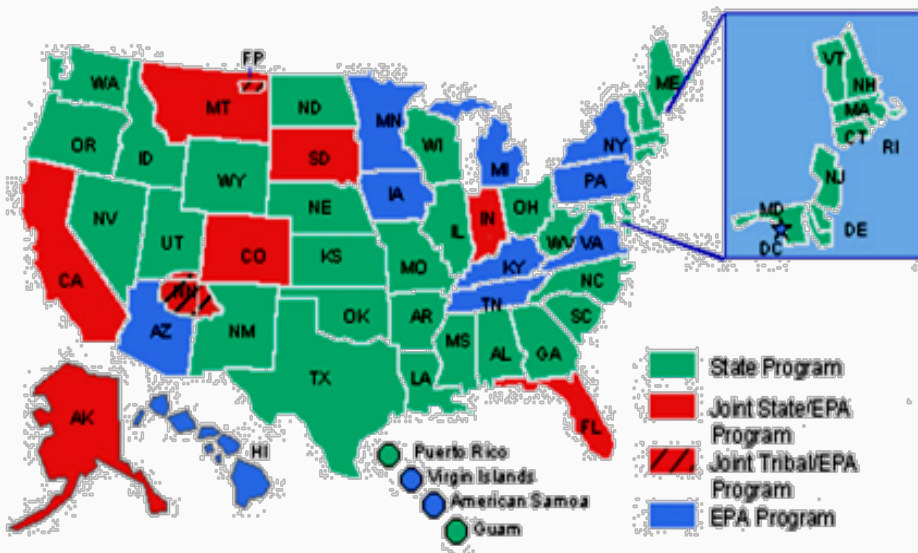 FP
WA
MT
ND
MN
ME
OR
ID
SD
WI
NY
WY
MI
IA
PA
NE
NV
UT
CO
KS
IL
IN
OH
WV
VA
CA
MO
KY
NN
NC
TN
AZ
NM
OK
AR
SC
MS
AL
GA
TX
LA
FL
AK
HI
VT
NH
MA
CT
RI
NJ
MD
DE
DC
State Program
Joint State/EPA
Program
Joint Tribal/EPA
Program
EPA Program
Puerto Rico
Virgin Islands
American Samoa
Guam